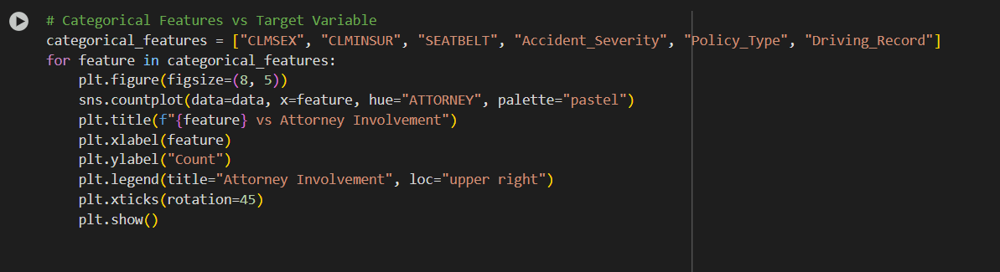 # Categorical Features vs Target Variable
categorical_features = ["CLMSEX", "CLMINSUR", "SEATBELT", "Accident_Severity", "Policy_Type", "Driving_Record"]
for feature in categorical_features:
    plt.figure(figsize=(8, 5))
    sns.countplot(data=data, x=feature, hue="ATTORNEY", palette="pastel")
    plt.title(f"{feature} vs Attorney Involvement")
    plt.xlabel(feature)
    plt.ylabel("Count")
    plt.legend(title="Attorney Involvement", loc="upper right")
    plt.xticks(rotation=45)
    plt.show()